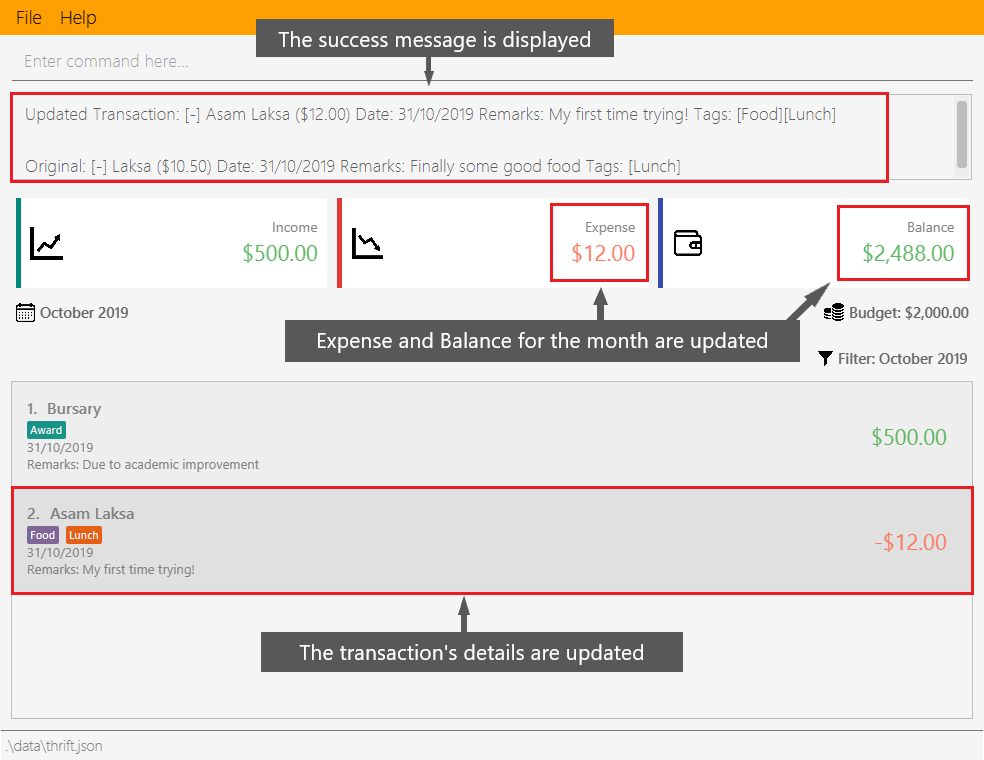 File Help
The success message is displayed
Enter command here...
Updated Transaction: [-] Asam Laksa ($12.00) Date: 31/10/2019 Remarks: My first time trying! Tags: [Food][Lunch]
Original: [-] Laksa ($10.50) Date: 31/10/2019 Remarks: Finally some good food Tags: [Lunch]
Income
$500.00
Expense
$12.00
Balance
$2,488.00
October 2019
Budget: $2,000.00
Expense and Balance for the month are updated
Filter: October 2019
1. Bursary
Award
31/10/2019
Remarks: Due to academic improvement
$500.00
2. Asam Laksa
Food Lunch
31/10/2019
Remarks: My first time trying!
-$12.00
The transaction's details are updated
.\data\thrift.json